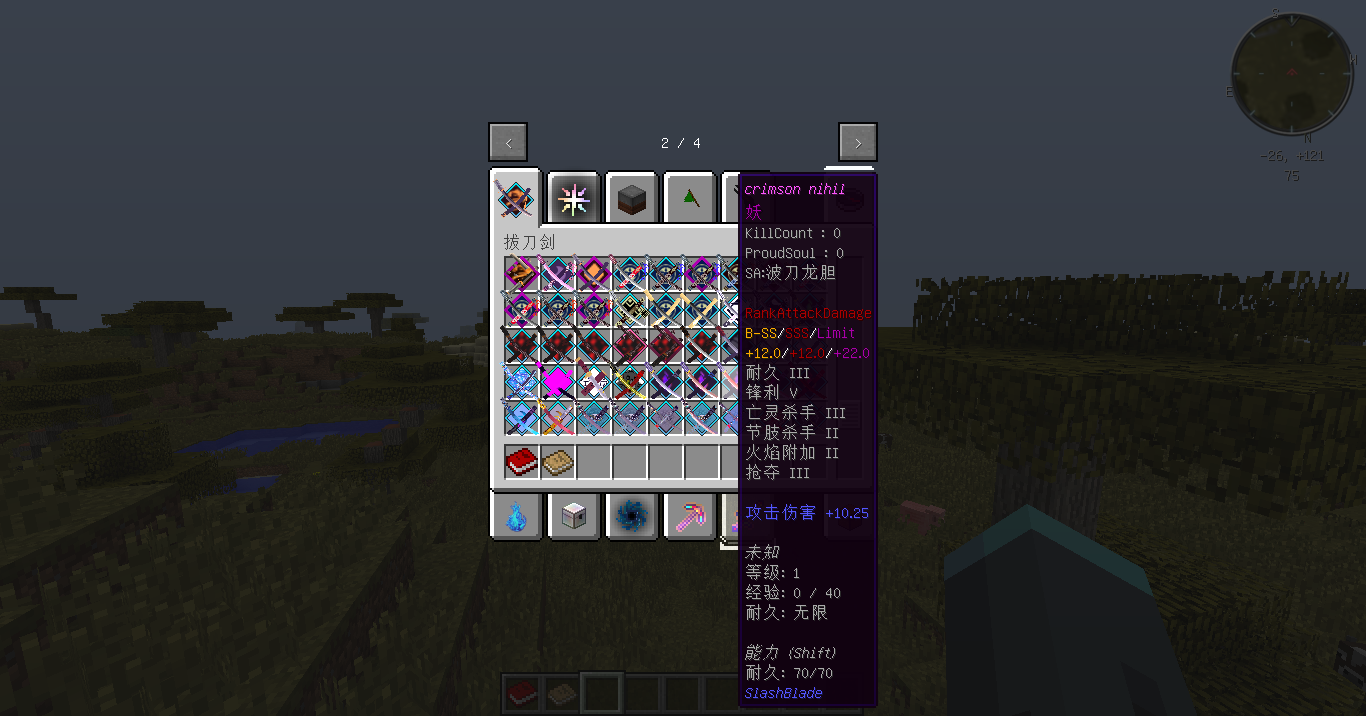 S
W
E
N
-26, +121
75
<
2 / 4
>
拔刀剑
crimson nihil
妖
KillCount : 0
ProudSoul : 0
SA:波刀龙胆
RankAttackDamage
B-SS/SSS/Limit
+12.0/+12.0/+22.0
耐久 III
锋利 V
亡灵杀手 III
节肢杀手 II
火焰附加 II
抢夺 III
攻击伤害 +10.25
未知
等级: 1
经验: 0 / 40
耐久: 无限
能力 (Shift)
耐久: 70/70
SlashBlade